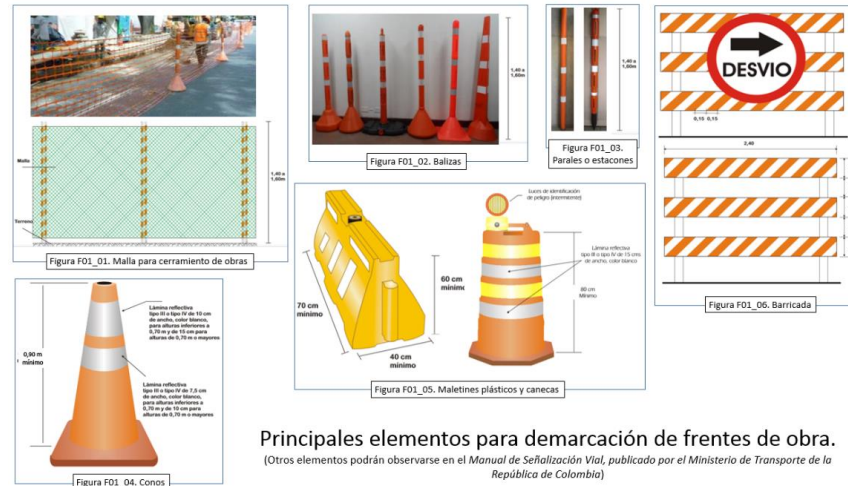 Malla
Terreno
1,40 a
1,60m
Figura F01_01. Malla para cerramiento de obras
1,40 a
1,60m
Figura F01_02. Balizas
1,40 a
1,60m
Figura F01_03.
Parales o estacones
DESVIO
0,15 0,15
2,40
Figura F01_06. Barricada
0,90 m
mínimo
Lámina reflectiva
tipo III o tipo IV de 10 cm
de ancho, color blanco,
para alturas inferiores a
0,70 m y de 15 cm para
alturas de 0,70 m o mayores
Lámina reflectiva
tipo III o tipo IV de 7,5 cm
de ancho, color blanco,
para alturas inferiores a
0,70 m y de 10 cm para
alturas de 0,70 m o mayores
Figura F01_04. Conos
70 cm
mínimo
40 cm
mínimo
60 cm
mínimo
Luces de identificación
de peligro (intermitente)
Lámina reflectiva
tipo III o tipo IV de 15 cms
de ancho, color blanco
80 cm
Mínimo
Figura F01_05. Maletines plásticos y canecas
Principales elementos para demarcación de frentes de obra.
(Otros elementos podrán observarse en el Manual de Señalización Vial, publicado por el Ministerio de Transporte de la
República de Colombia)